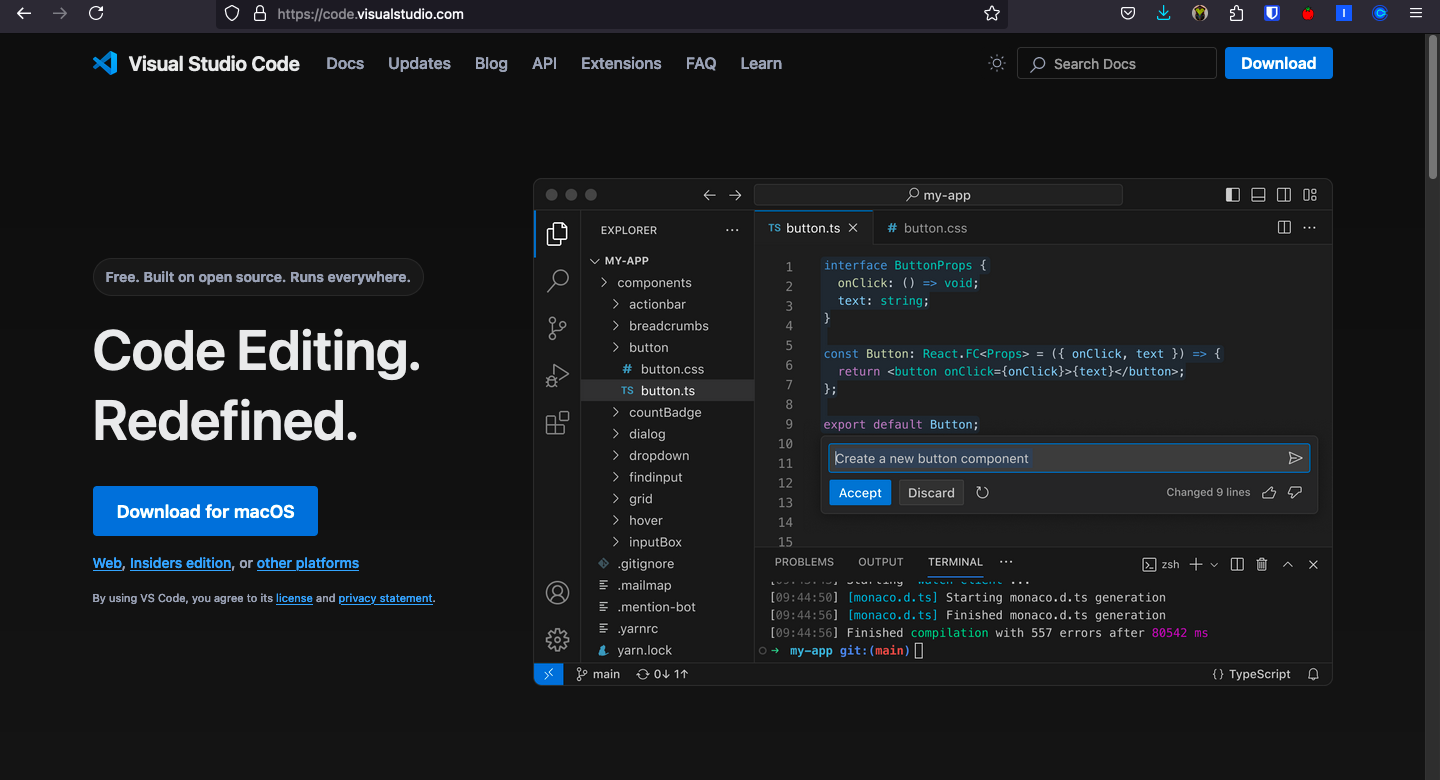 https://code.visualstudio.com
Visual Studio Code Docs Updates Blog API Extensions FAQ Learn Search Docs Download
Free. Built on open source. Runs everywhere.
Code Editing.
Redefined.
Download for macOS
Web, Insiders edition, or other platforms
By using VS Code, you agree to its license and privacy statement.
my-app
EXPLORER
MY-APP
components
actionbar
breadcrumbs
button
# button.css
TS button.ts
countBadge
dialog
dropdown
findinput
grid
hover
inputBox
.gitignore
.mailmap
.mention-bot
.yarnrc
yarn.lock
TS button.ts # button.css
1 interface ButtonProps {
2 onClick: () => void;
3 text: string;
4 }
5
6 const Button: React.FC<Props> = ({ onClick, text }) => {
7 return <button onClick={onClick}>{text}</button>;
8 };
9
10 export default Button;
11
12
13
14
15
Create a new button component
Accept Discard Changed 9 lines
PROBLEMS OUTPUT TERMINAL ··· zsh
[09:44:50] [monaco.d.ts] Starting monaco.d.ts generation
[09:44:56] [monaco.d.ts] Finished monaco.d.ts generation
[09:44:56] Finished compilation with 557 errors after 80542 ms
my-app git:(main)
main 0↓ 1↑ {} TypeScript